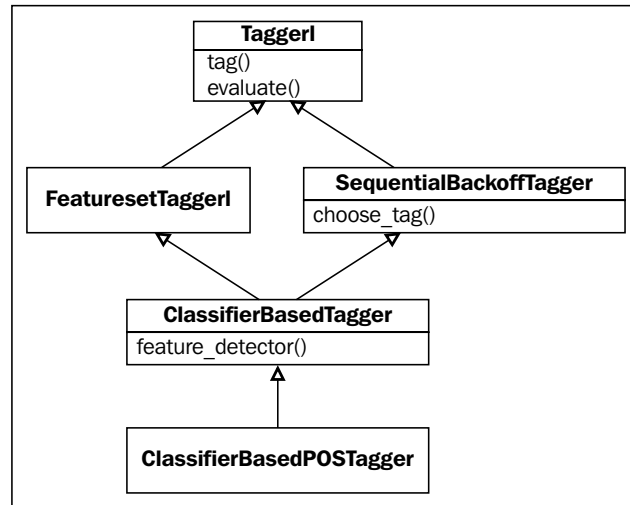 TaggerI
tag()
evaluate()
FeaturesetTaggerI
SequentialBackoffTagger
choose_tag()
ClassifierBasedTagger
feature_detector()
ClassifierBasedPOSTagger